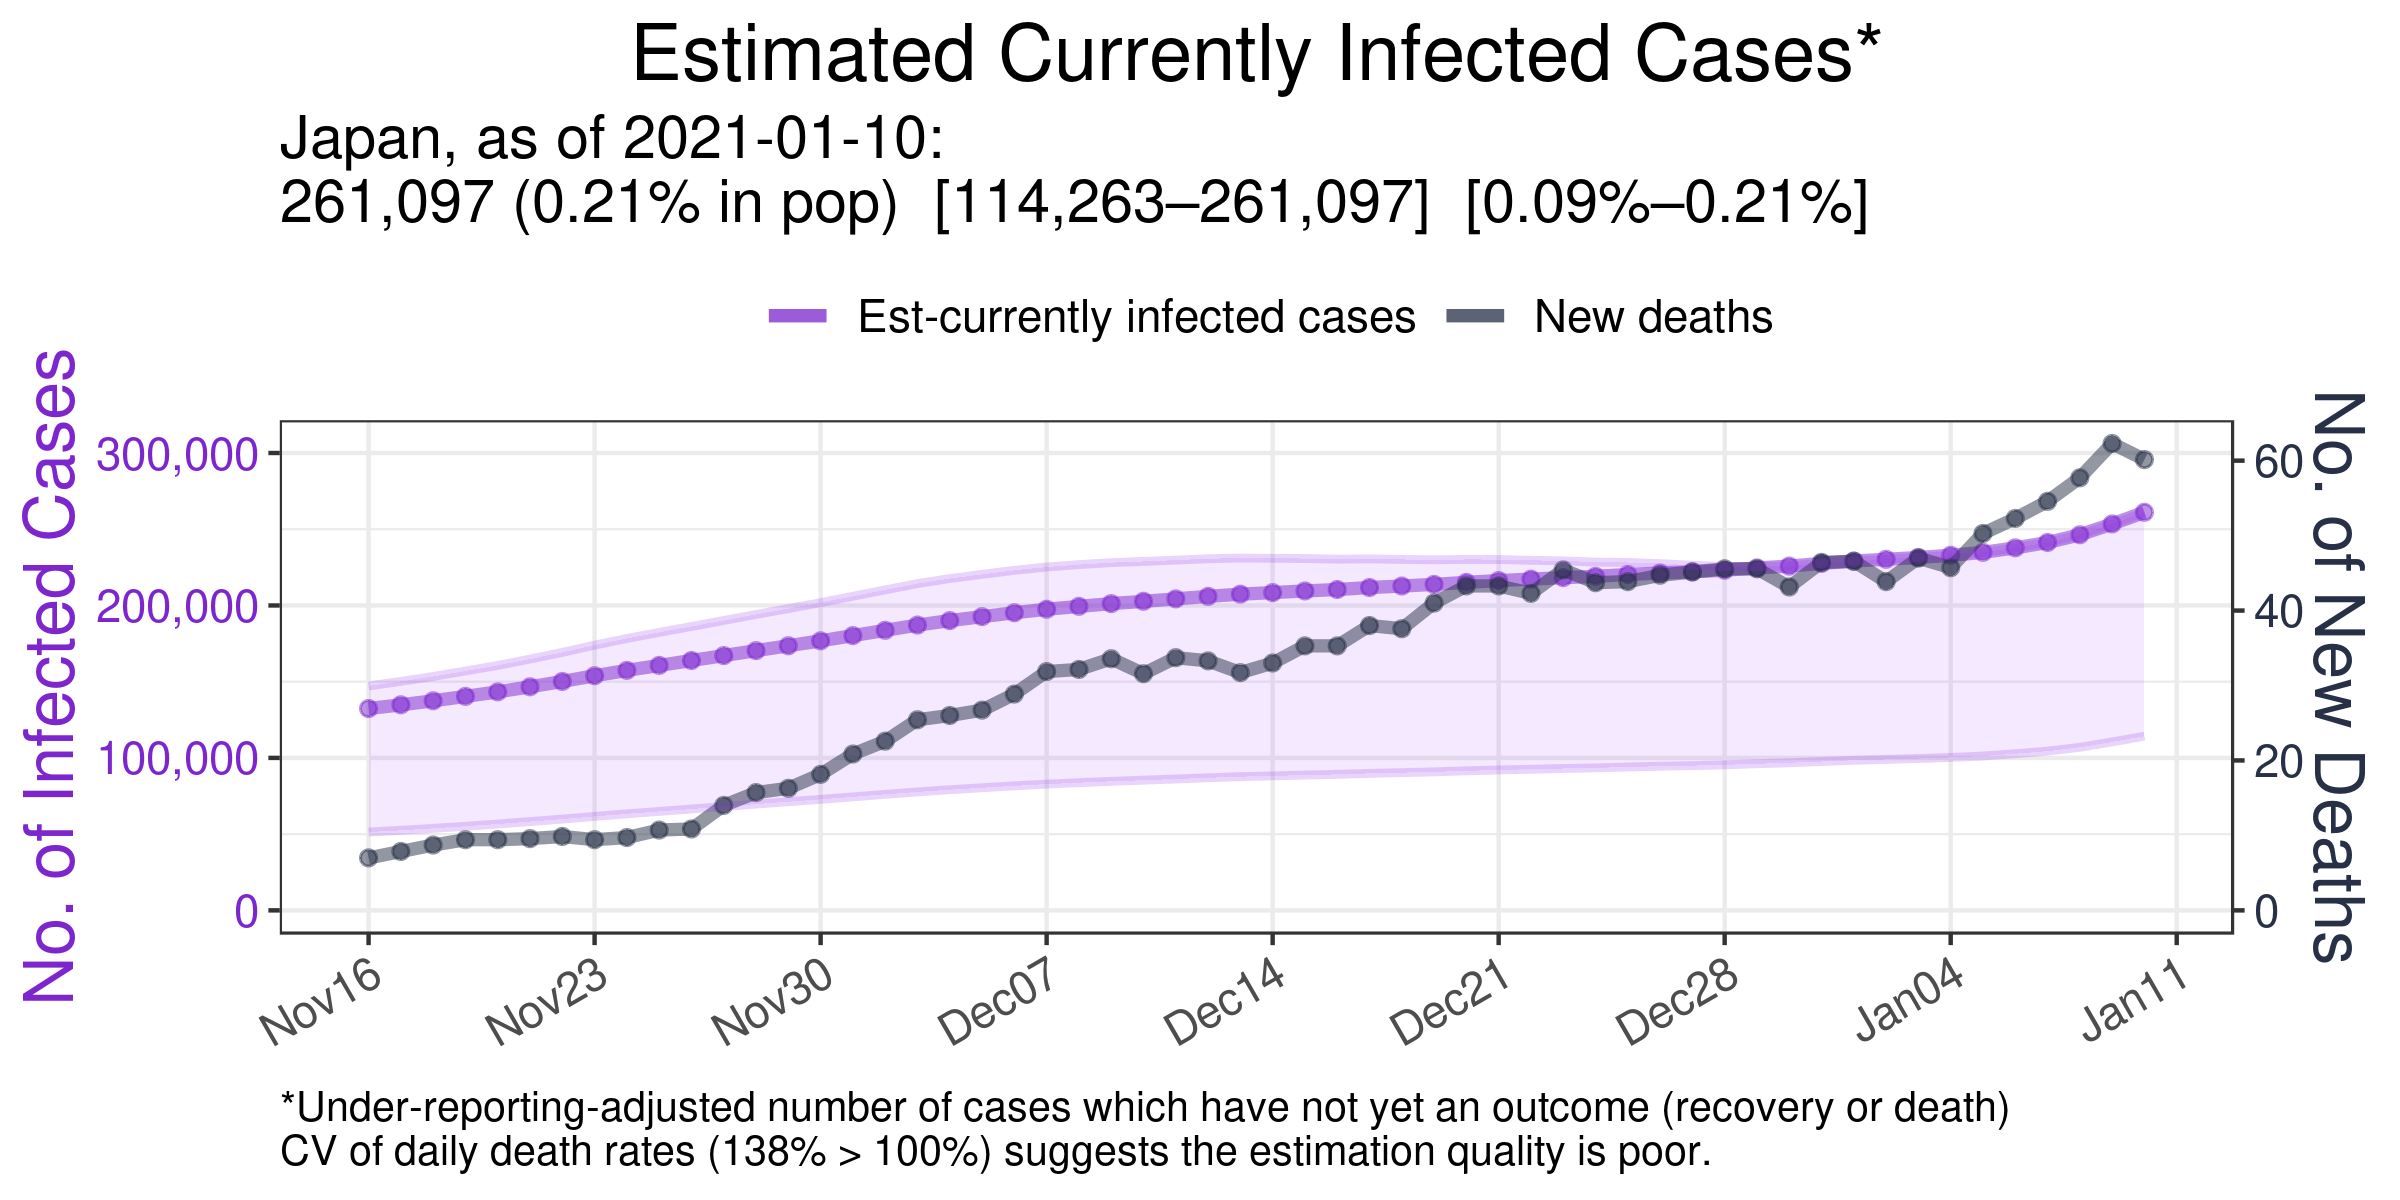 Estimated Currently Infected Cases*
Japan, as of 2021-01-10:
261,097 (0.21% in pop)  [114,263–261,097]  [0.09%–0.21%]
Est-currently infected cases
New deaths
No. of Infected Cases
300,000
200,000
100,000
0
60
40
20
0
No. of New Deaths
Nov16
Nov23
Nov30
Dec07
Dec14
Dec21
Dec28
Jan04
Jan11
*Under-reporting-adjusted number of cases which have not yet an outcome (recovery or death)
CV of daily death rates (138% > 100%) suggests the estimation quality is poor.